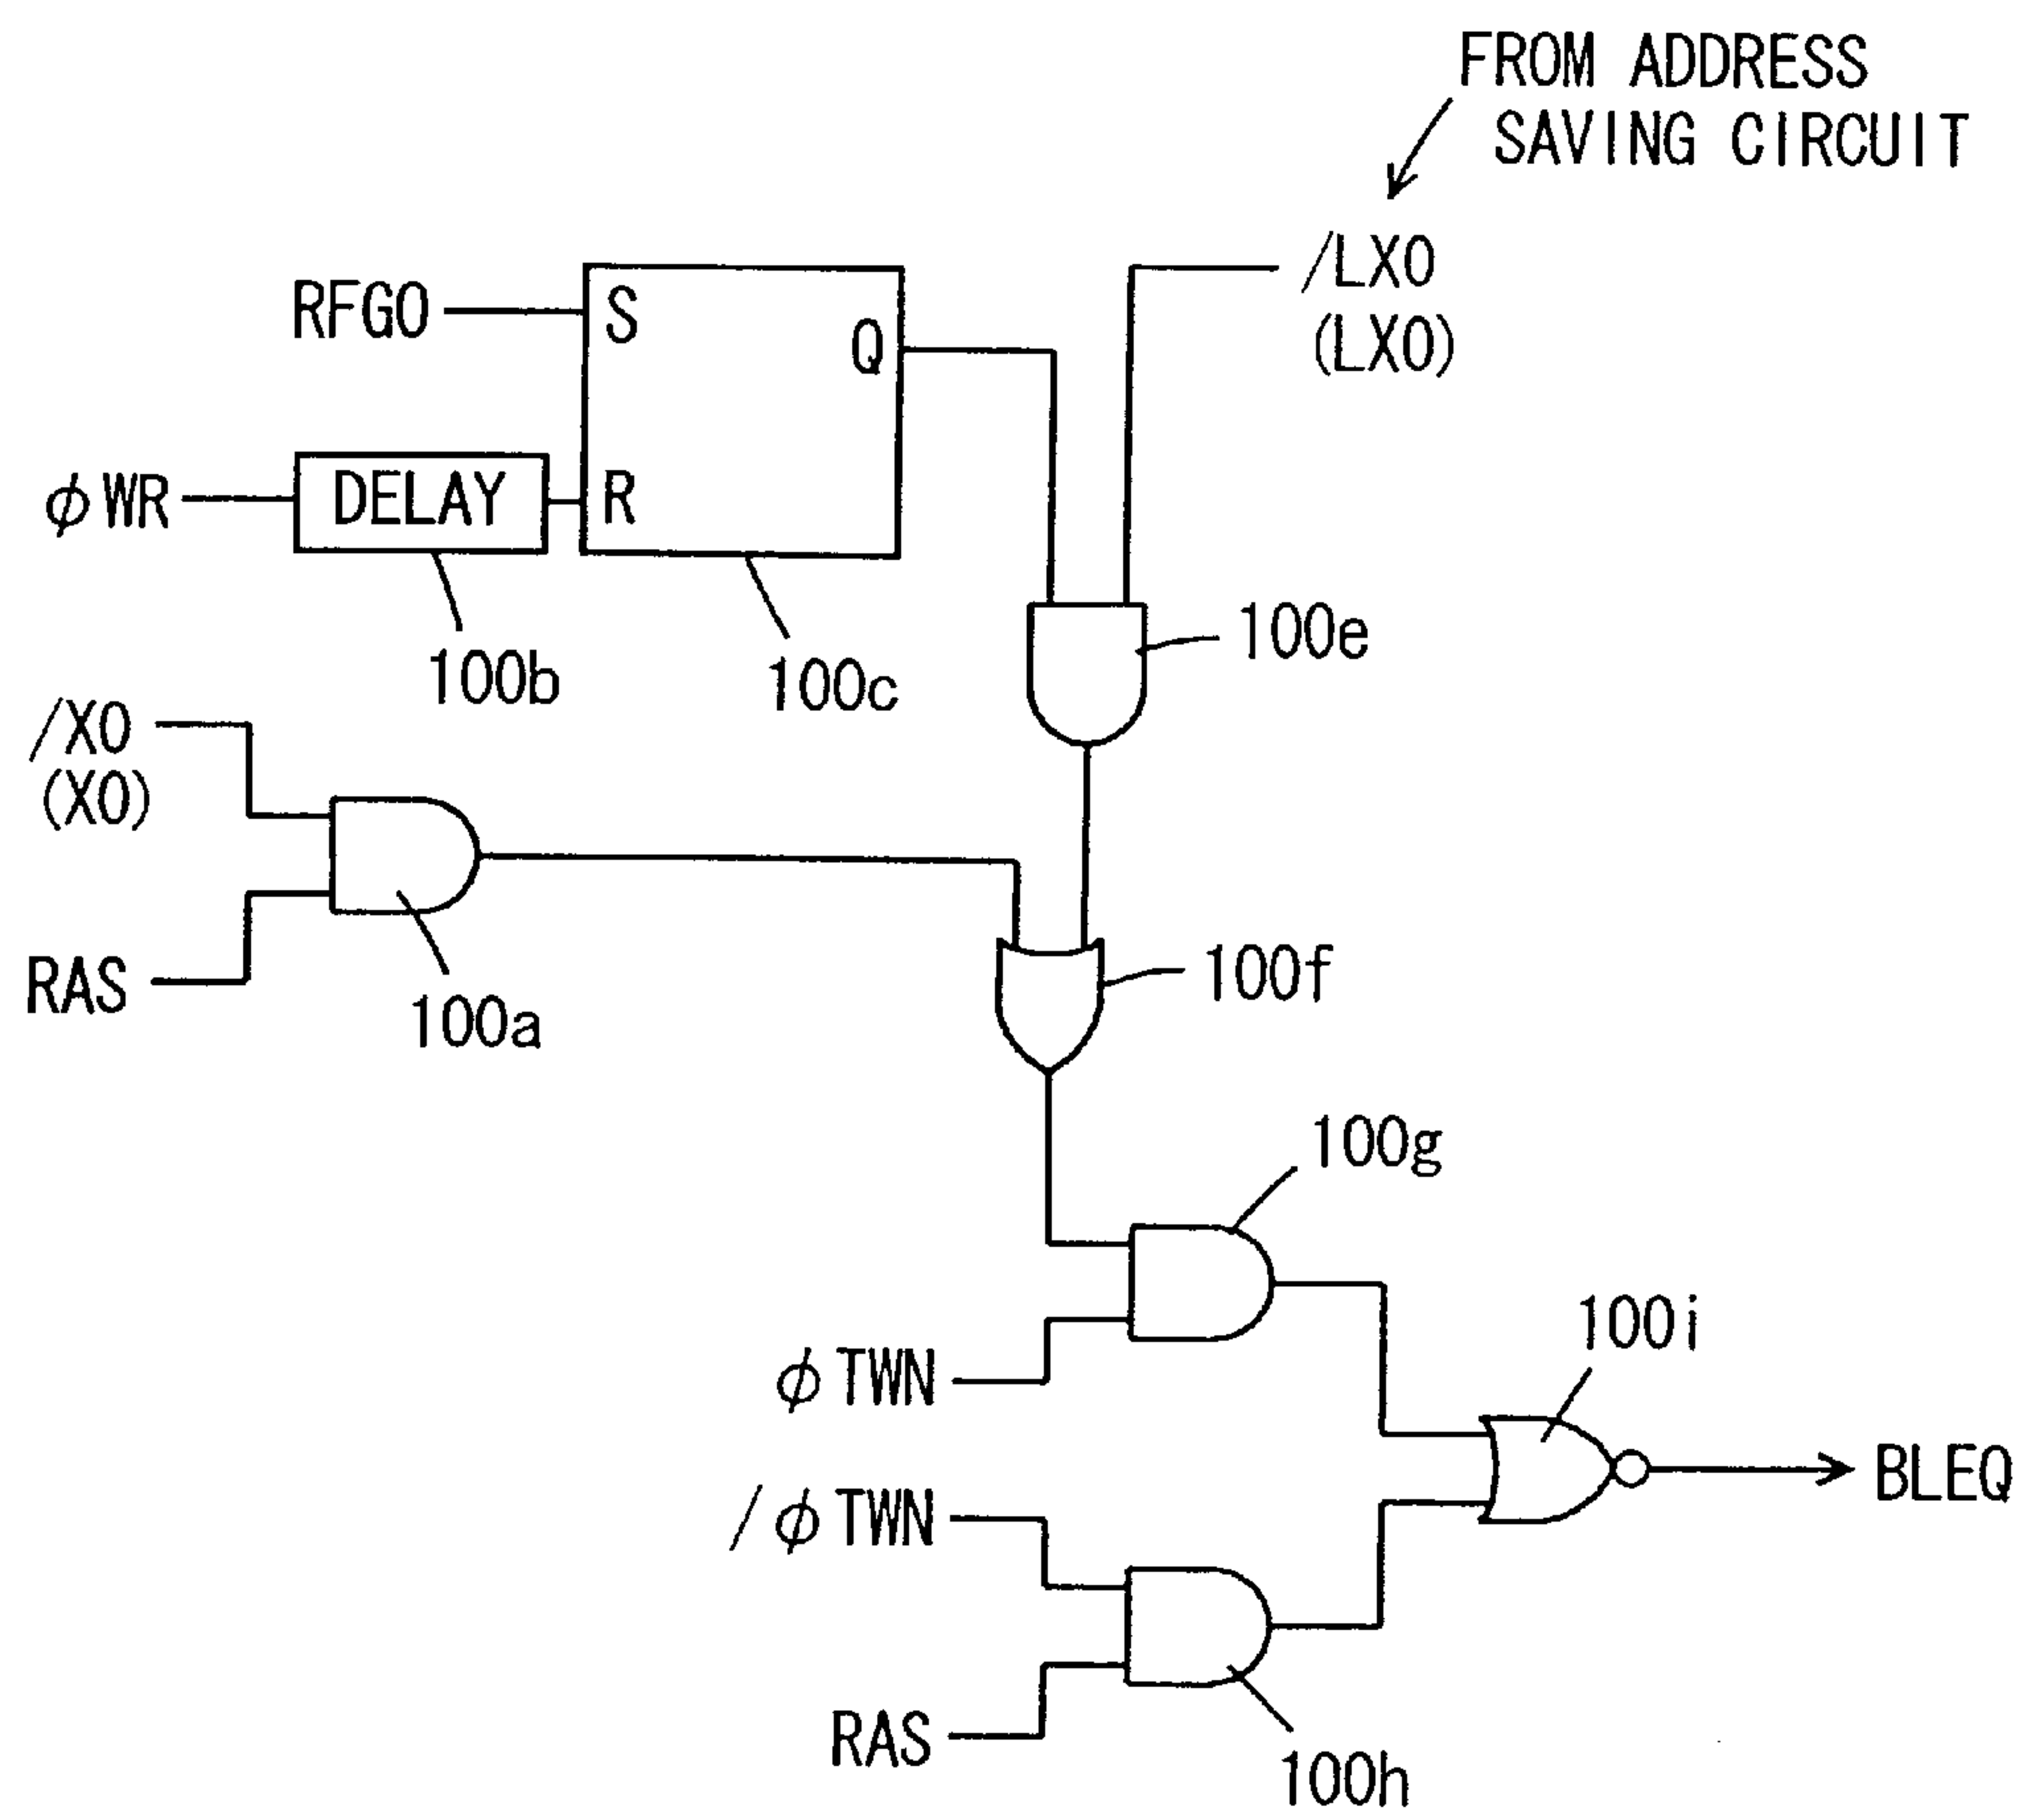 FROM ADDRESS
SAVING CIRCUIT
/LX0
(LX0)
RFGO
S
Q
φWR
DELAY
R
100b
100c
100e
/X0
(X0)
RAS
100a
100f
100g
φTWN
100i
BLEQ
/φTWN
RAS
100h